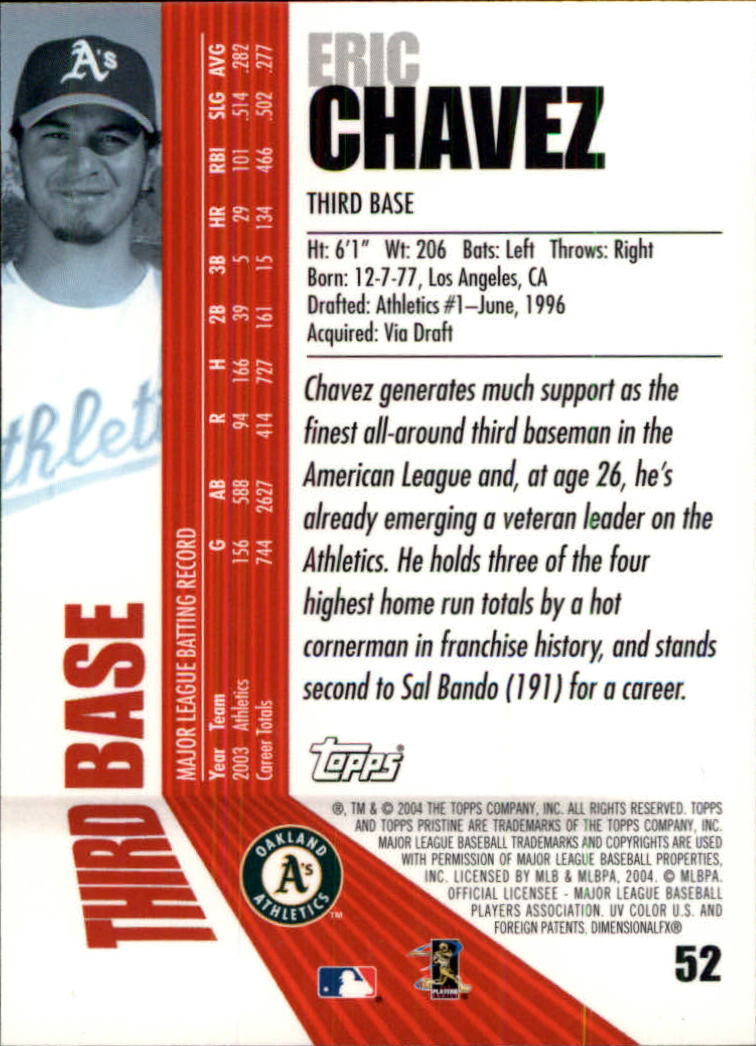 A's
thleti
ERIC
CHAVEZ
THIRD BASE
Ht: 6'1" Wt: 206 Bats: Left Throws: Right
Born: 12-7-77, Los Angeles, CA
Drafted: Athletics #1–June, 1996
Acquired: Via Draft
Chavez generates much support as the
finest all-around third baseman in the
American League and, at age 26, he's
already emerging a veteran leader on the
Athletics. He holds three of the four
highest home run totals by a hot
cornerman in franchise history, and stands
second to Sal Bando (191) for a career.
THIRD BASE
MAJOR LEAGUE BATTING RECORD
Year Team G AB R H 2B 3B HR RBI SLG AVG
2003 Athletics 156 588 94 166 39 5 29 101 .514 .282
Career Totals 744 2627 414 727 161 15 134 466 .502 .277
Topps®
®, TM & © 2004 THE TOPPS COMPANY, INC. ALL RIGHTS RESERVED. TOPPS
AND TOPPS PRISTINE ARE TRADEMARKS OF THE TOPPS COMPANY, INC.
MAJOR LEAGUE BASEBALL TRADEMARKS AND COPYRIGHTS ARE USED
WITH PERMISSION OF MAJOR LEAGUE BASEBALL PROPERTIES,
INC. LICENSED BY MLB & MLBPA, 2004. © MLBPA.
OFFICIAL LICENSEE - MAJOR LEAGUE BASEBALL
PLAYERS ASSOCIATION. UV COLOR U.S. AND
FOREIGN PATENTS. DIMENSIONALFX®
OAKLAND
A's
ATHLETICS
TM
52